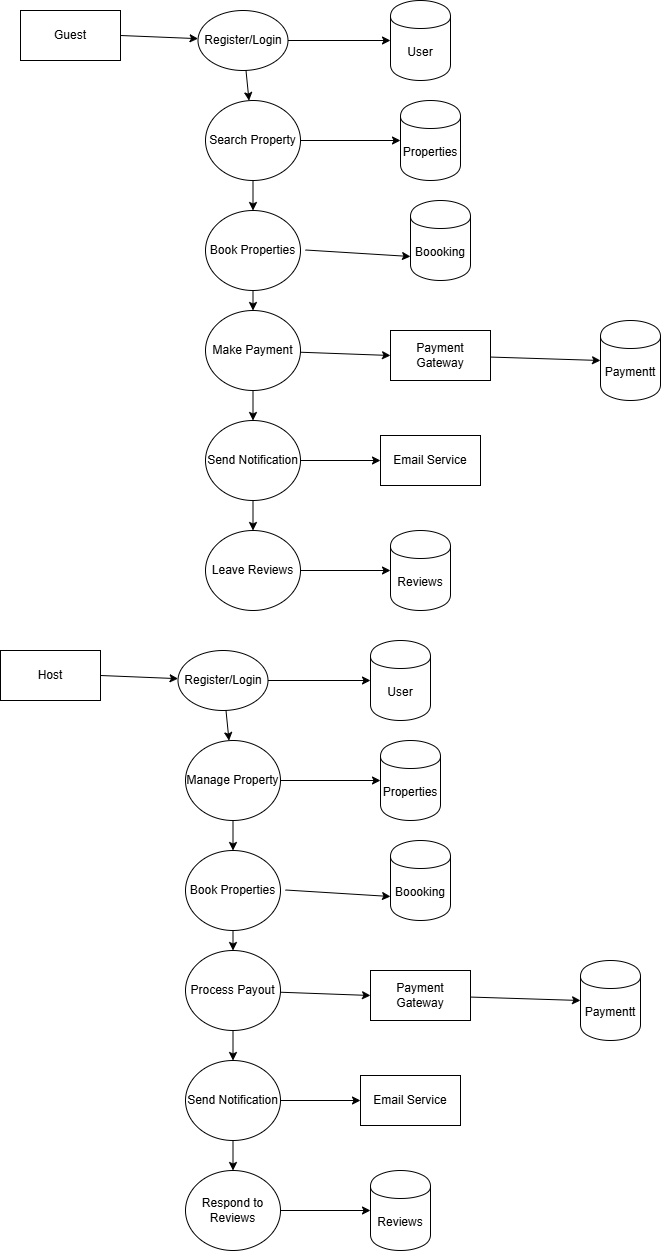 Guest
Register/Login
User
Search Property
Properties
Book Properties
Boooking
Make Payment
Payment
Gateway
Paymentt
Send Notification
Email Service
Leave Reviews
Reviews
Host
Register/Login
User
Manage Property
Properties
Book Properties
Boooking
Process Payout
Payment
Gateway
Paymentt
Send Notification
Email Service
Respond to
Reviews
Reviews